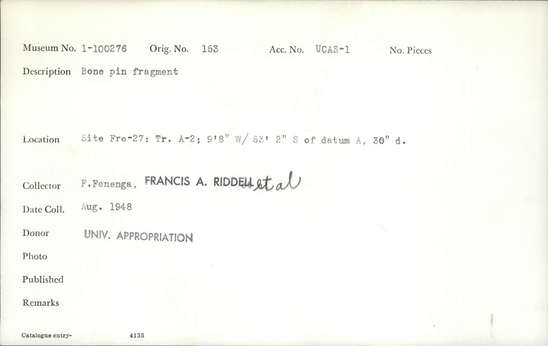 Museum No. 1-100276 Orig. No. 153 Acc. No. UCAS-1 No. Pieces
Description Bone pin fragment
Location Site Fre-27: Tr. A-2; 9'8" W/ 53' 2" S of datum A, 30" d.
Collector F.Fenenga, FRANCIS A. RIDDELL et al
Date Coll. Aug. 1948
Donor UNIV. APPROPRIATION
Photo
Published
Remarks
Catalogue entry- 4135